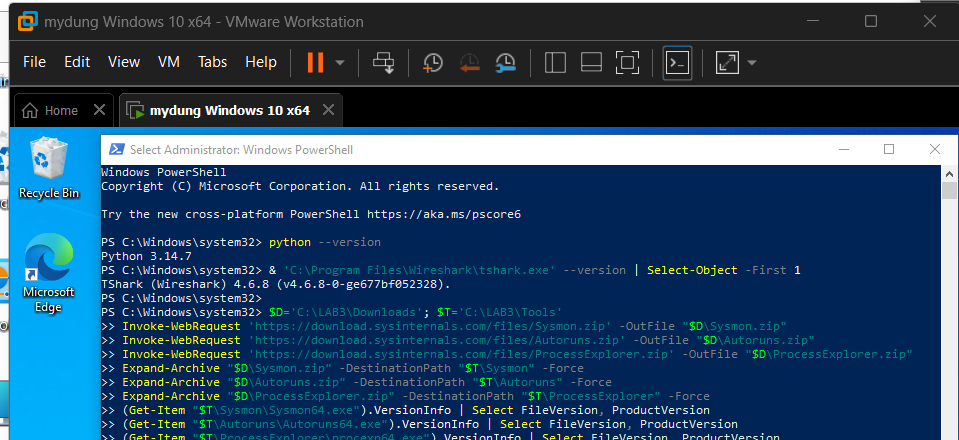 mydung Windows 10 x64 - VMware Workstation
File Edit View VM Tabs Help
Home mydung Windows 10 x64
Recycle Bin
Microsoft
Edge
Select Administrator: Windows PowerShell
Windows PowerShell
Copyright (C) Microsoft Corporation. All rights reserved.
Try the new cross-platform PowerShell https://aka.ms/pscore6
PS C:\Windows\system32> python --version
Python 3.14.7
PS C:\Windows\system32> & 'C:\Program Files\Wireshark\tshark.exe' --version | Select-Object -First 1
TShark (Wireshark) 4.6.8 (v4.6.8-0-ge677bf052328).
PS C:\Windows\system32>
PS C:\Windows\system32> $D='C:\LAB3\Downloads'; $T='C:\LAB3\Tools'
>> Invoke-WebRequest 'https://download.sysinternals.com/files/Sysmon.zip' -OutFile "$D\Sysmon.zip"
>> Invoke-WebRequest 'https://download.sysinternals.com/files/Autoruns.zip' -OutFile "$D\Autoruns.zip"
>> Invoke-WebRequest 'https://download.sysinternals.com/files/ProcessExplorer.zip' -OutFile "$D\ProcessExplorer.zip"
>> Expand-Archive "$D\Sysmon.zip" -DestinationPath "$T\Sysmon" -Force
>> Expand-Archive "$D\Autoruns.zip" -DestinationPath "$T\Autoruns" -Force
>> Expand-Archive "$D\ProcessExplorer.zip" -DestinationPath "$T\ProcessExplorer" -Force
>> (Get-Item "$T\Sysmon\Sysmon64.exe").VersionInfo | Select FileVersion, ProductVersion
>> (Get-Item "$T\Autoruns\Autoruns64.exe").VersionInfo | Select FileVersion, ProductVersion
>> (Get-Item "$T\ProcessExplorer\procexp64.exe").VersionInfo | Select FileVersion, ProductVersion